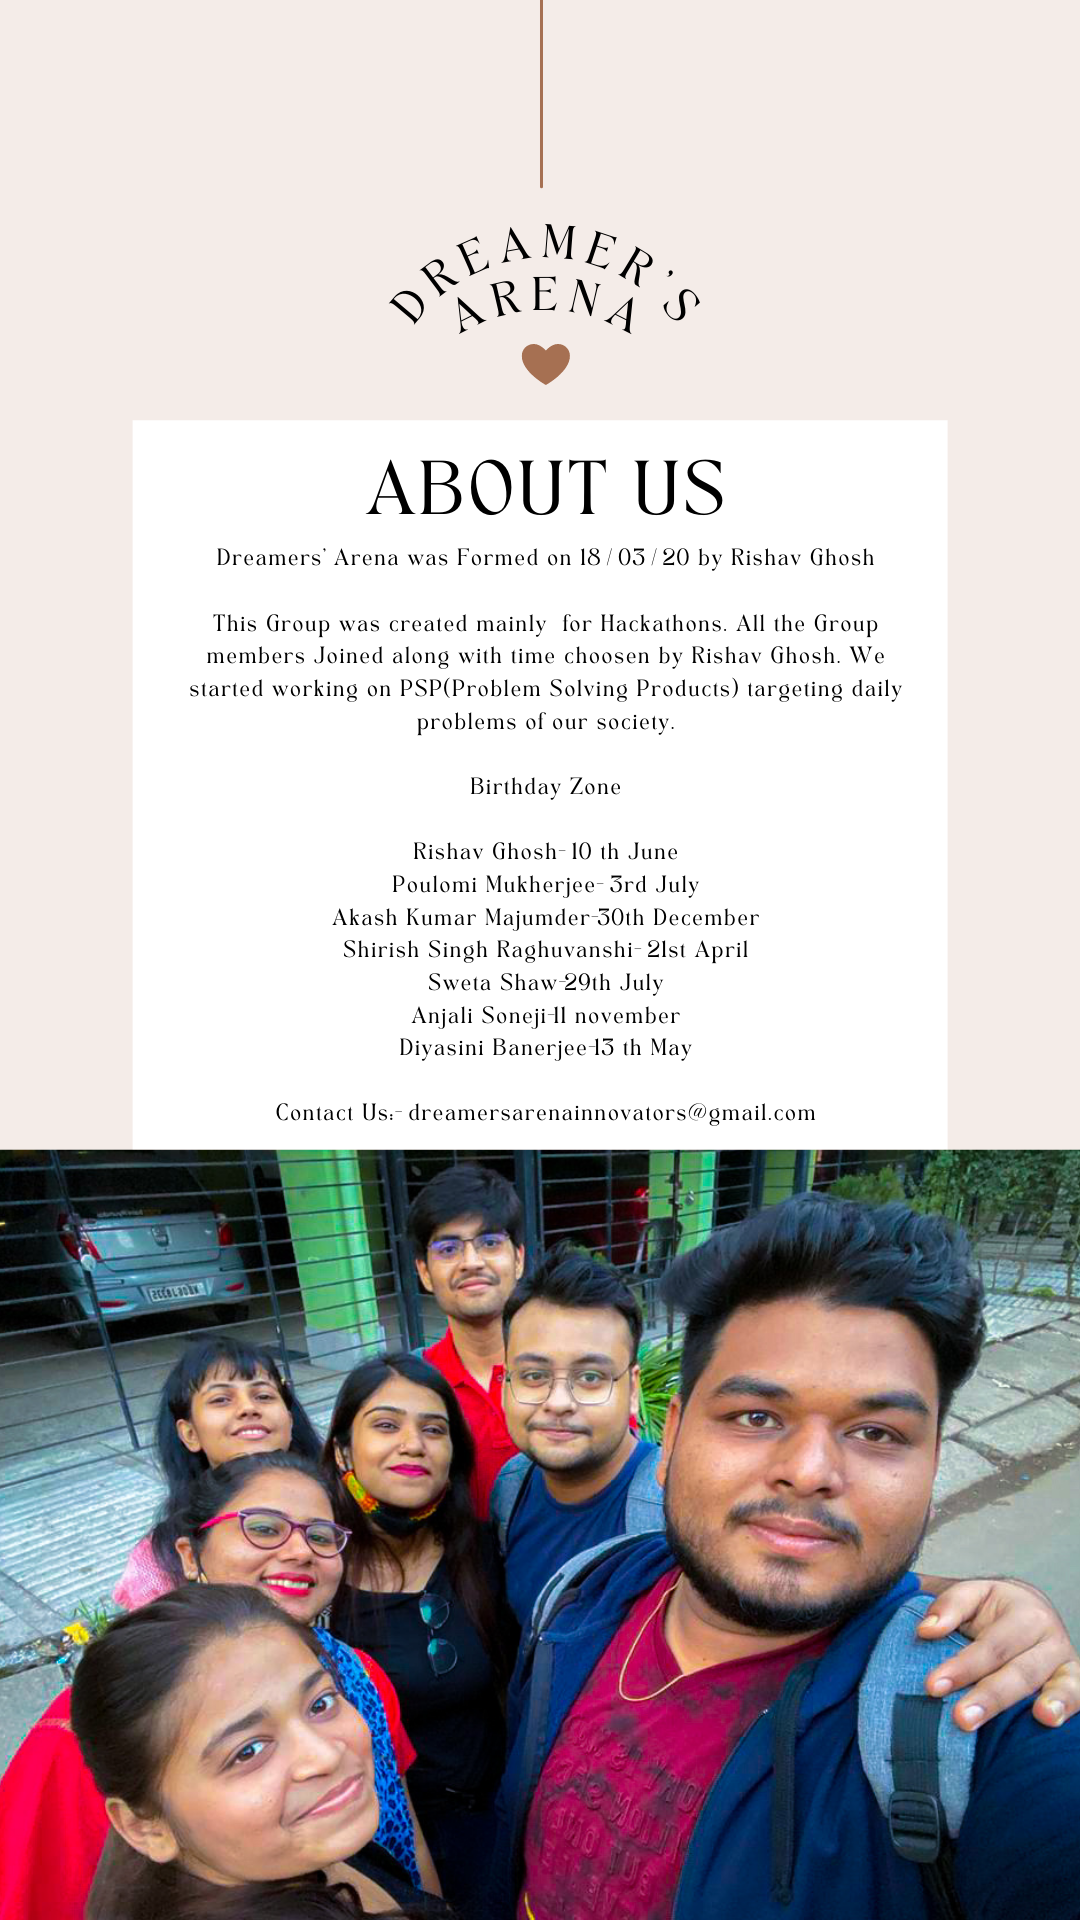 DREAMER'S
ARENA
ABOUT US
Dreamers' Arena was Formed on 18/03/20 by Rishav Ghosh
This Group was created mainly for Hackathons. All the Group
members Joined along with time choosen by Rishav Ghosh. We
started working on PSP(Problem Solving Products) targeting daily
problems of our society.
Birthday Zone
Rishav Ghosh- 10 th June
Poulomi Mukherjee- 3rd July
Akash Kumar Majumder-30th December
Shirish Singh Raghuvanshi- 21st April
Sweta Shaw-29th July
Anjali Soneji-11 november
Diyasini Banerjee-13 th May
Contact Us:- dreamersarenainnovators@gmail.com